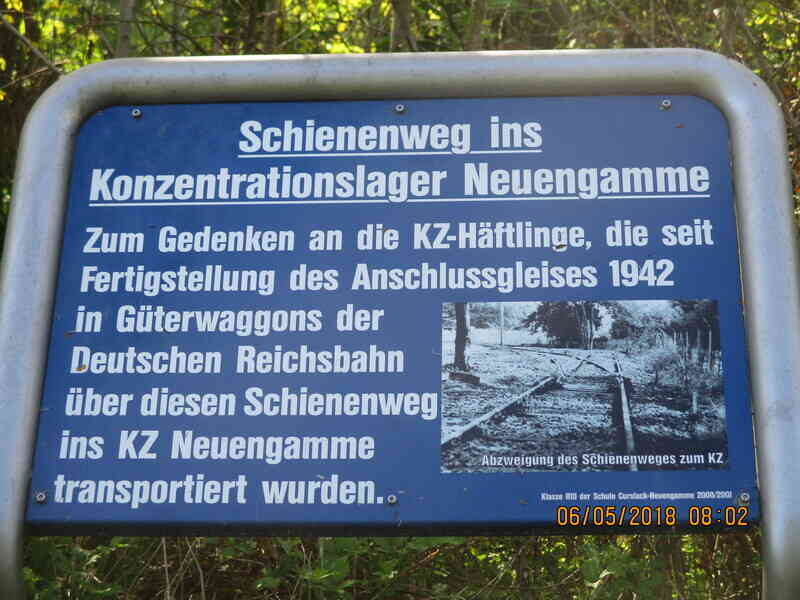 Schienenweg ins
Konzentrationslager Neuengamme
Zum Gedenken an die KZ-Häftlinge, die seit
Fertigstellung des Anschlussgleises 1942
in Güterwaggons der
Deutschen Reichsbahn
über diesen Schienenweg
ins KZ Neuengamme
transportiert wurden.
Abzweigung des Schienenweges zum KZ
Klasse der Schule Curslack-Neuengamme 2000/2001
06/05/2018 08:02